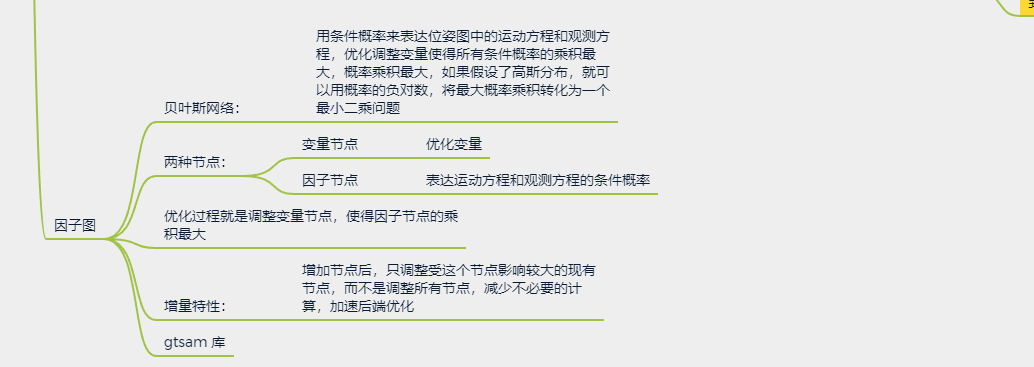 用条件概率来表达位姿图中的运动方程和观测方
程，优化调整变量使得所有条件概率的乘积最
大，概率乘积最大，如果假设了高斯分布，就可
以用概率的负对数，将最大概率乘积转化为一个
最小二乘问题
贝叶斯网络：
两种节点：
变量节点
优化变量
因子节点
表达运动方程和观测方程的条件概率
因子图
优化过程就是调整变量节点，使得因子节点的乘
积最大
增量特性：
增加节点后，只调整受这个节点影响较大的现有
节点，而不是调整所有节点，减少不必要的计
算，加速后端优化
gtsam 库